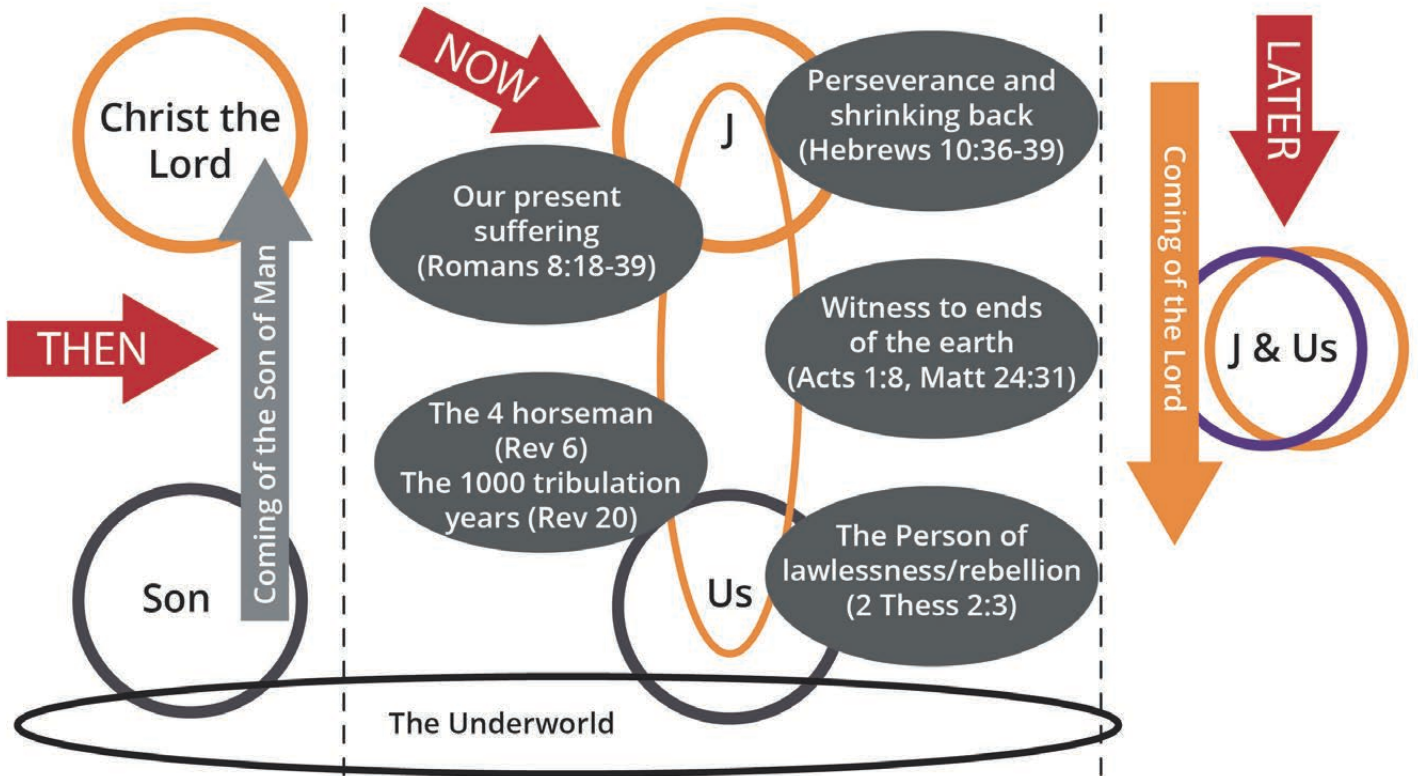 Christ the
Lord
THEN
Coming of the Son of Man
Son
NOW
J
Perseverance and
shrinking back
(Hebrews 10:36-39)
Our present
suffering
(Romans 8:18-39)
Witness to ends
of the earth
(Acts 1:8, Matt 24:31)
The 4 horseman
(Rev 6)
The 1000 tribulation
years (Rev 20)
Us
The Person of
lawlessness/rebellion
(2 Thess 2:3)
The Underworld
Coming of the Lord
LATER
J & Us